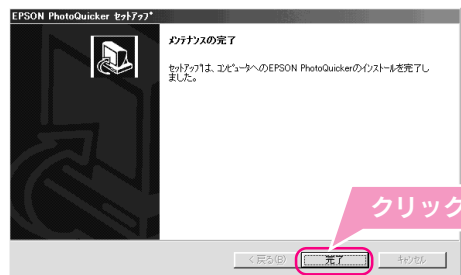 EPSON PhotoQuicker ｾｯﾄｱｯﾌﾟ
ﾒﾝﾃﾅﾝｽの完了
ｾｯﾄｱｯﾌﾟは、ｺﾝﾋﾟｭｰﾀへのEPSON PhotoQuickerのｲﾝｽﾄｰﾙを完了し
ました。
クリック
< 戻る(B)
完了
ｷｬﾝｾﾙ